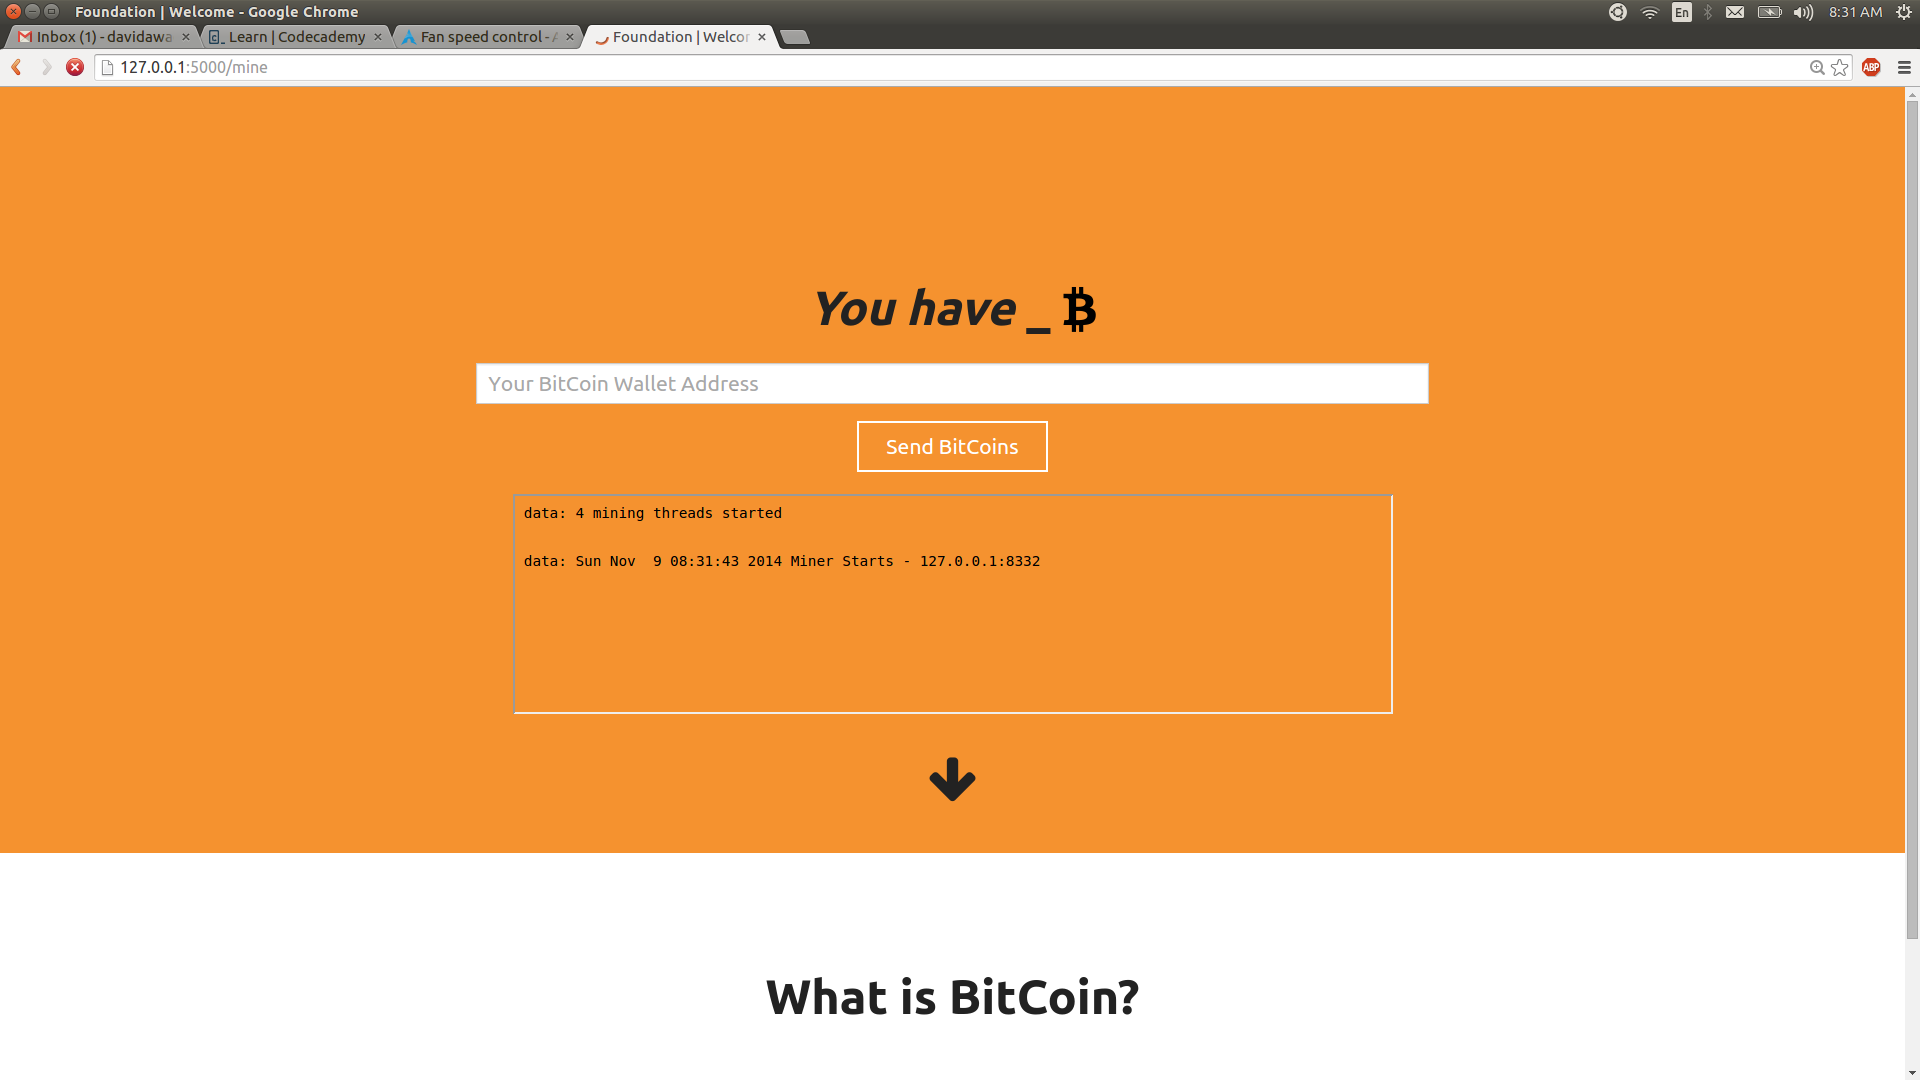 Foundation | Welcome - Google Chrome
En
8:31 AM
Inbox (1) - davidawa
Learn | Codecademy
Fan speed control - A
Foundation | Welcor
127.0.0.1:5000/mine
ABP
You have _ ₿
Your BitCoin Wallet Address
Send BitCoins
data: 4 mining threads started
data: Sun Nov  9 08:31:43 2014 Miner Starts - 127.0.0.1:8332
What is BitCoin?